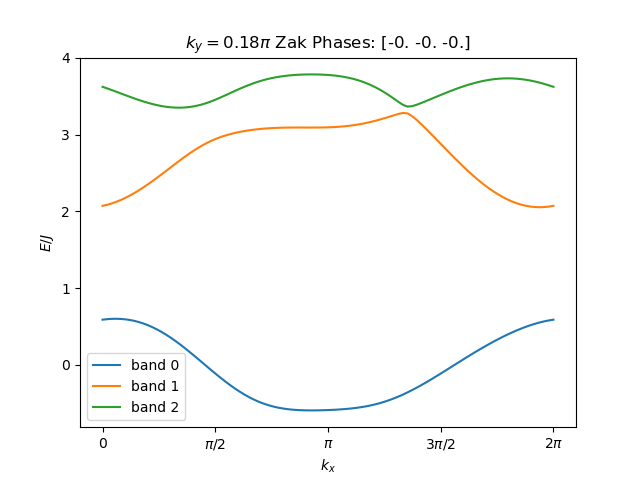 $k_y = 0.18\pi$ Zak Phases: [-0. -0. -0.]
4
3
2
1
0
E/J
band 0
band 1
band 2
0
π/2
π
3π/2
2π
$k_x$